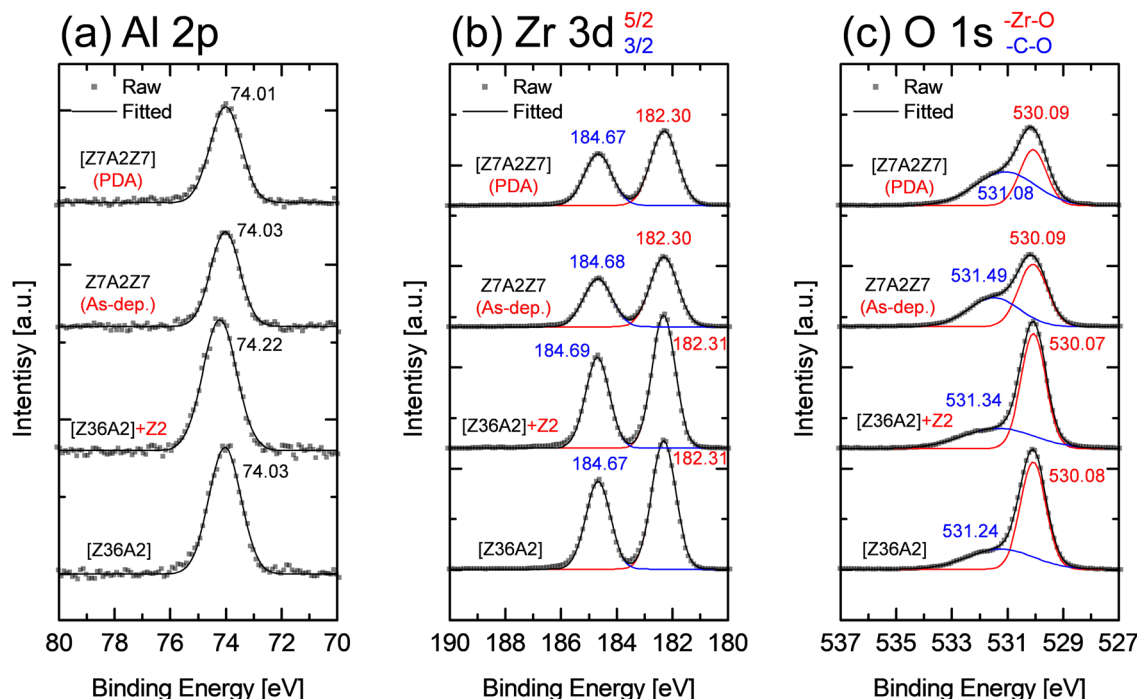 (a) Al 2p
Raw
Fitted
74.01
[Z7A2Z7]
(PDA)
74.03
Z7A2Z7
(As-dep.)
74.22
[Z36A2]+Z2
74.03
[Z36A2]
Intentisy [a.u.]
80 78 76 74 72 70
Binding Energy [eV]
(b) Zr 3d 5/2
3/2
Raw
Fitted
182.30
184.67
[Z7A2Z7]
(PDA)
182.30
184.68
Z7A2Z7
(As-dep.)
184.69
182.31
[Z36A2]+Z2
184.67
182.31
[Z36A2]
Intentisy [a.u.]
190 188 186 184 182 180
Binding Energy [eV]
(c) O 1s -Zr-O
-C-O
Raw
Fitted
530.09
[Z7A2Z7]
(PDA)
531.08
530.09
Z7A2Z7
531.49
(As-dep.)
530.07
531.34
[Z36A2]+Z2
530.08
531.24
[Z36A2]
Intentisy [a.u.]
537 535 533 531 529 527
Binding Energy [eV]